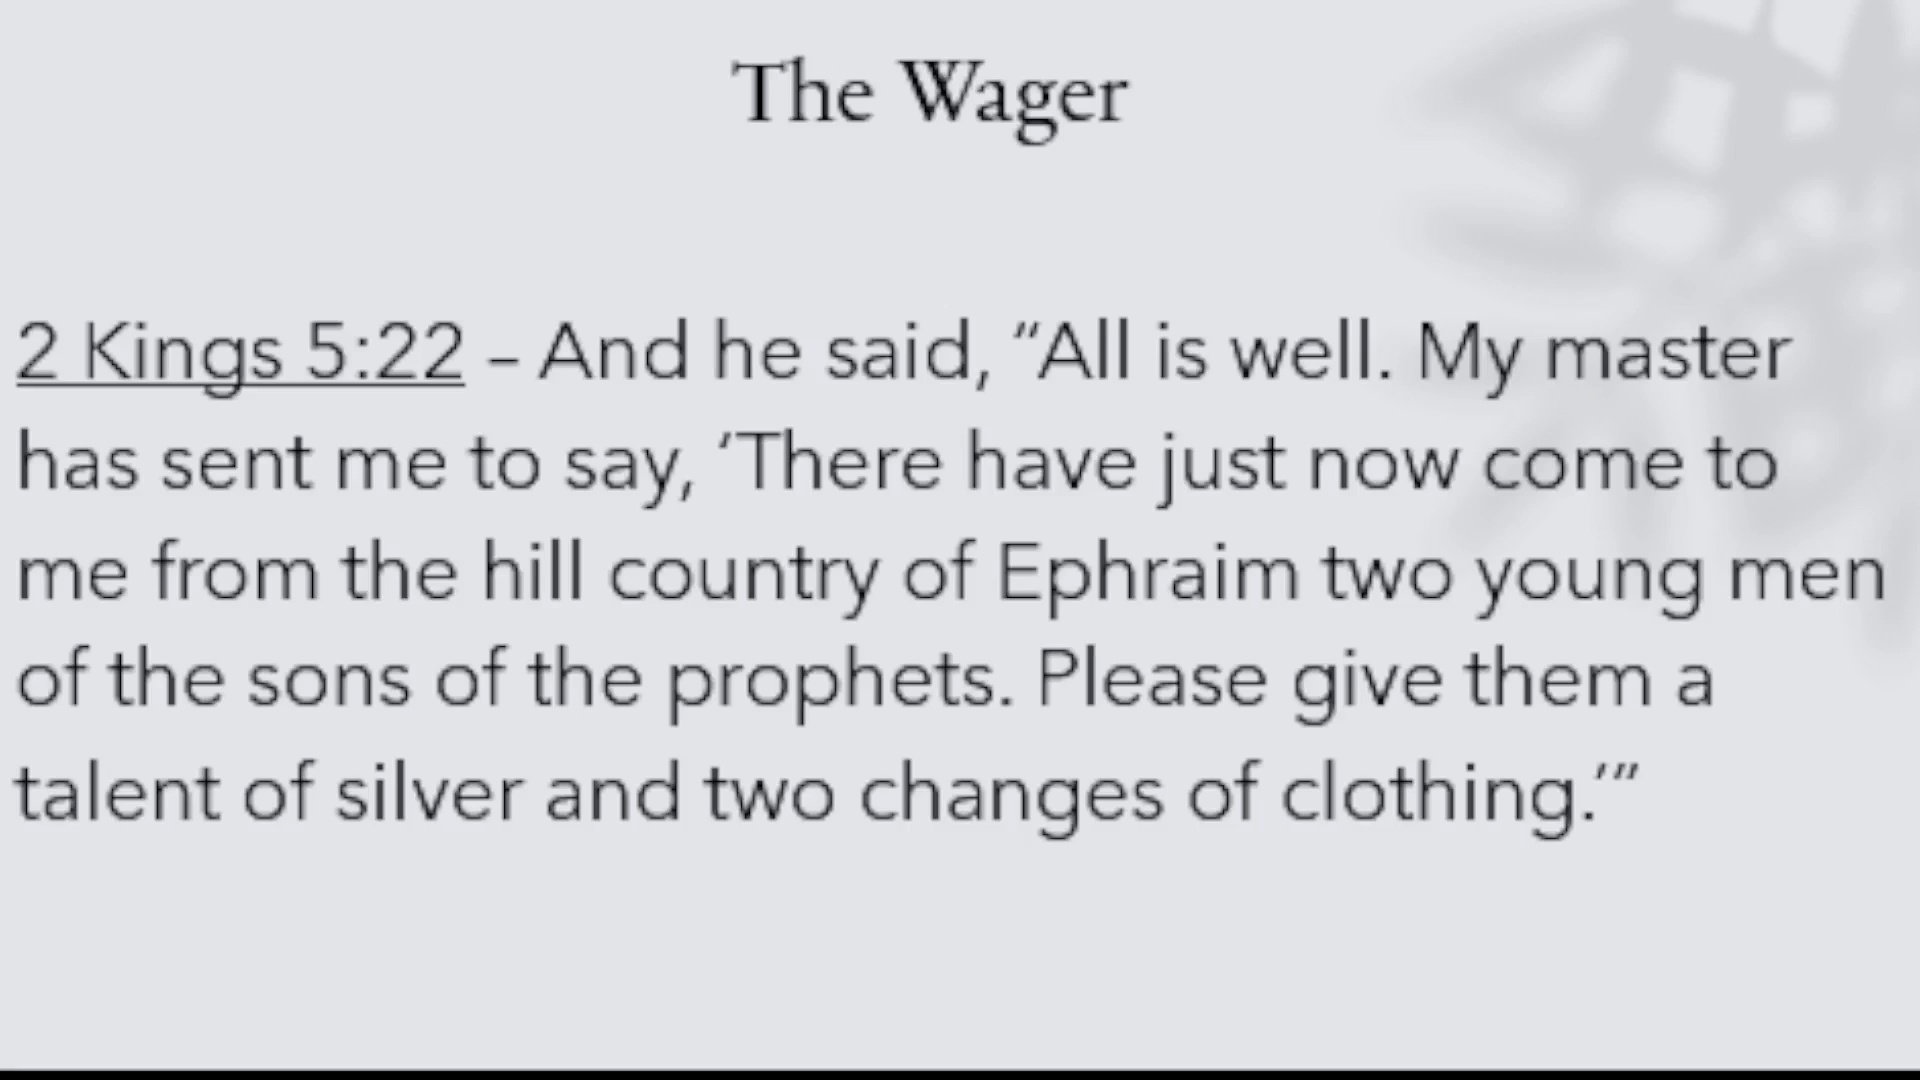 The Wager
2 Kings 5:22 – And he said, “All is well. My master
has sent me to say, ‘There have just now come to
me from the hill country of Ephraim two young men
of the sons of the prophets. Please give them a
talent of silver and two changes of clothing.’”